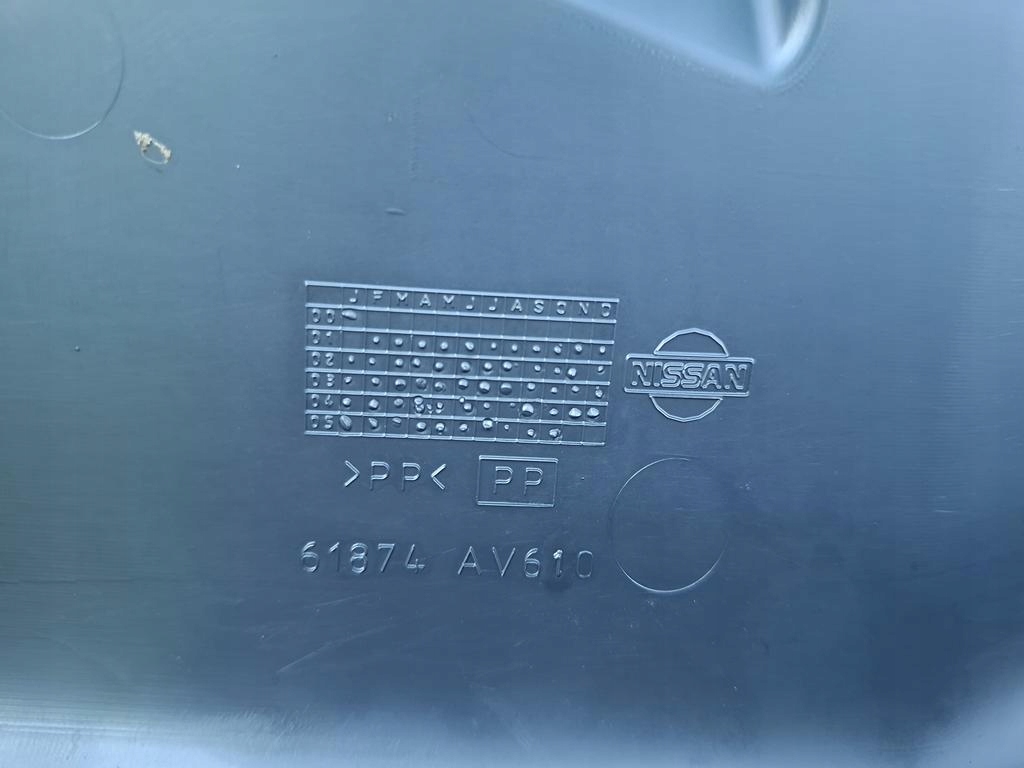 J F M A M J J A S O N D
00
01
02
03
04
05
NISSAN
>PP< PP
61874 AV610